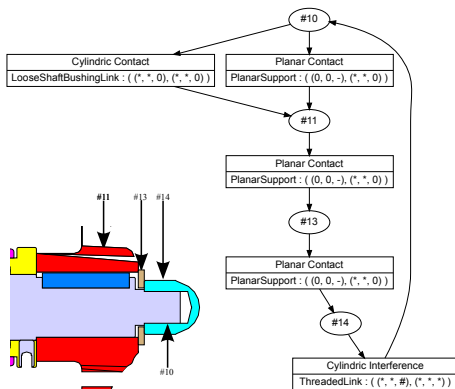 #10
Cylindric Contact
LooseShaftBushingLink : ( (*, *, 0), (*, *, 0) )
Planar Contact
PlanarSupport : ( (0, 0, -), (*, *, 0) )
#11
Planar Contact
PlanarSupport : ( (0, 0, -), (*, *, 0) )
#13
Planar Contact
PlanarSupport : ( (0, 0, -), (*, *, 0) )
#14
Cylindric Interference
ThreadedLink : ( (*, *, #), (*, *, *) )
#11
#13
#14
#10